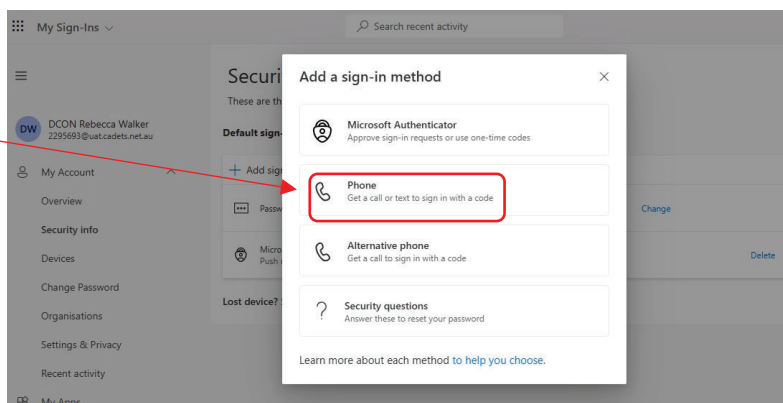 My Sign-Ins
Search recent activity
DW
DCON Rebecca Walker
2295693@uat.cadets.net.au
My Account
Overview
Security info
Devices
Change Password
Organisations
Settings & Privacy
Recent activity
My Apps
Securi
These are th
Default sign-
+ Add sig
Passw
Change
Micro
Push
Delete
Lost device?
Add a sign-in method
Microsoft Authenticator
Approve sign-in requests or use one-time codes
Phone
Get a call or text to sign in with a code
Alternative phone
Get a call to sign in with a code
Security questions
Answer these to reset your password
Learn more about each method to help you choose.